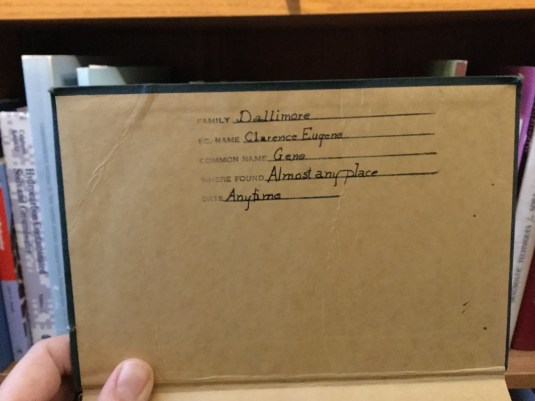 FAMILY Dallimore
SC. NAME Clarence Eugene
COMMON NAME Gene
WHERE FOUND Almost any place
DATE Anytime